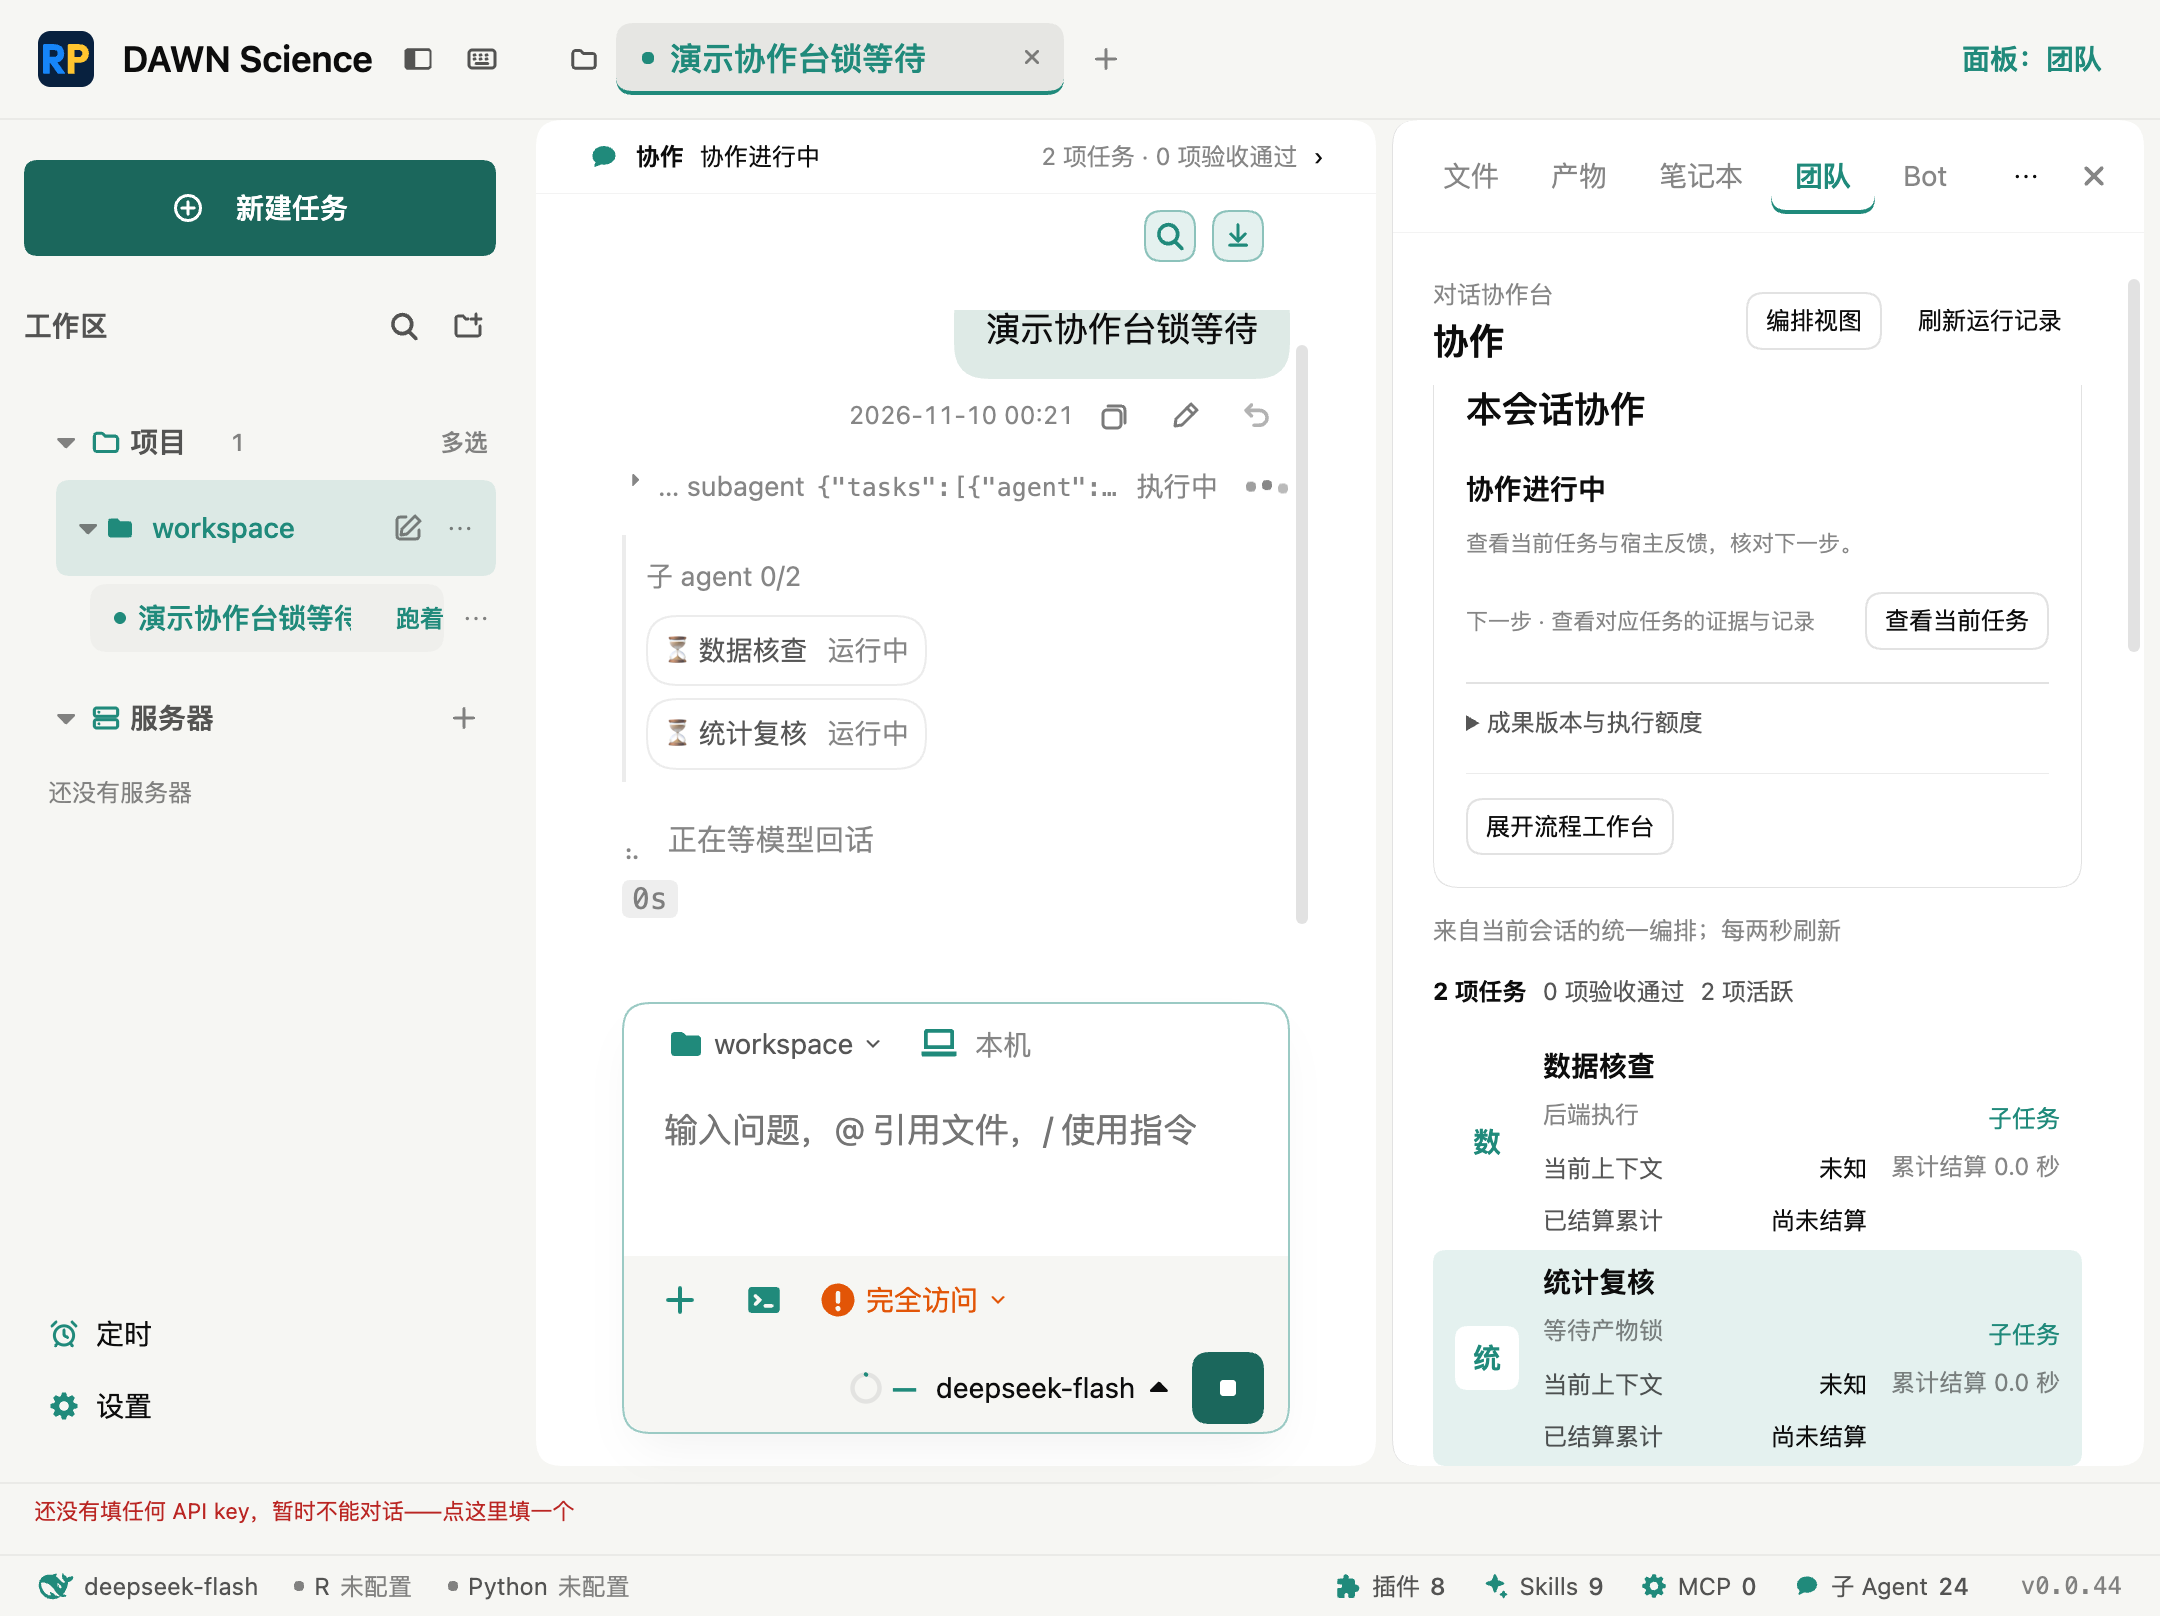 RP DAWN Science
演示协作台锁等待
面板：团队
新建任务
工作区
项目 1 多选
workspace
演示协作台锁等待 跑着
服务器
还没有服务器
定时
设置
协作 协作进行中 2 项任务 · 0 项验收通过 ›
演示协作台锁等待
2026-11-10 00:21
... subagent {"tasks":[{"agent":… 执行中
子 agent 0/2
数据核查 运行中
统计复核 运行中
正在等模型回话
0s
workspace 本机
输入问题，@ 引用文件，/ 使用指令
完全访问
deepseek-flash
文件 产物 笔记本 团队 Bot ···
对话协作台
协作
编排视图 刷新运行记录
本会话协作
协作进行中
查看当前任务与宿主反馈，核对下一步。
下一步 · 查看对应任务的证据与记录 查看当前任务
成果版本与执行额度
展开流程工作台
来自当前会话的统一编排；每两秒刷新
2 项任务 0 项验收通过 2 项活跃
数
数据核查
后端执行 子任务
当前上下文 未知 累计结算 0.0 秒
已结算累计 尚未结算
统
统计复核
等待产物锁 子任务
当前上下文 未知 累计结算 0.0 秒
已结算累计 尚未结算
还没有填任何 API key，暂时不能对话——点这里填一个
deepseek-flash R 未配置 Python 未配置
插件 8 Skills 9 MCP 0 子 Agent 24 v0.0.44